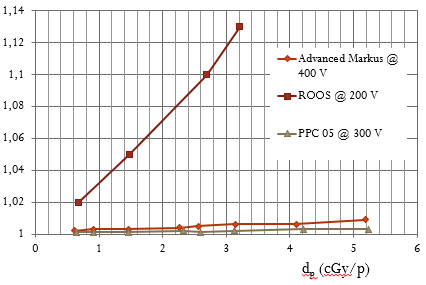 1,14
1,12
1,1
1,08
1,06
1,04
1,02
1
0 1 2 3 4 5 6
Advanced Markus @
400 V
ROOS @ 200 V
PPC 05 @ 300 V
dp (cGy/p)